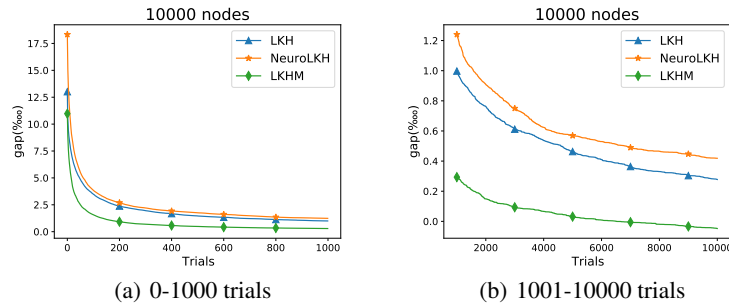 10000 nodes
gap(‱)
17.5
15.0
12.5
10.0
7.5
5.0
2.5
0.0
LKH
NeuroLKH
LKHM
0 200 400 600 800 1000
Trials
(a) 0-1000 trials
10000 nodes
gap(‱)
1.2
1.0
0.8
0.6
0.4
0.2
0.0
LKH
NeuroLKH
LKHM
2000 4000 6000 8000 10000
Trials
(b) 1001-10000 trials